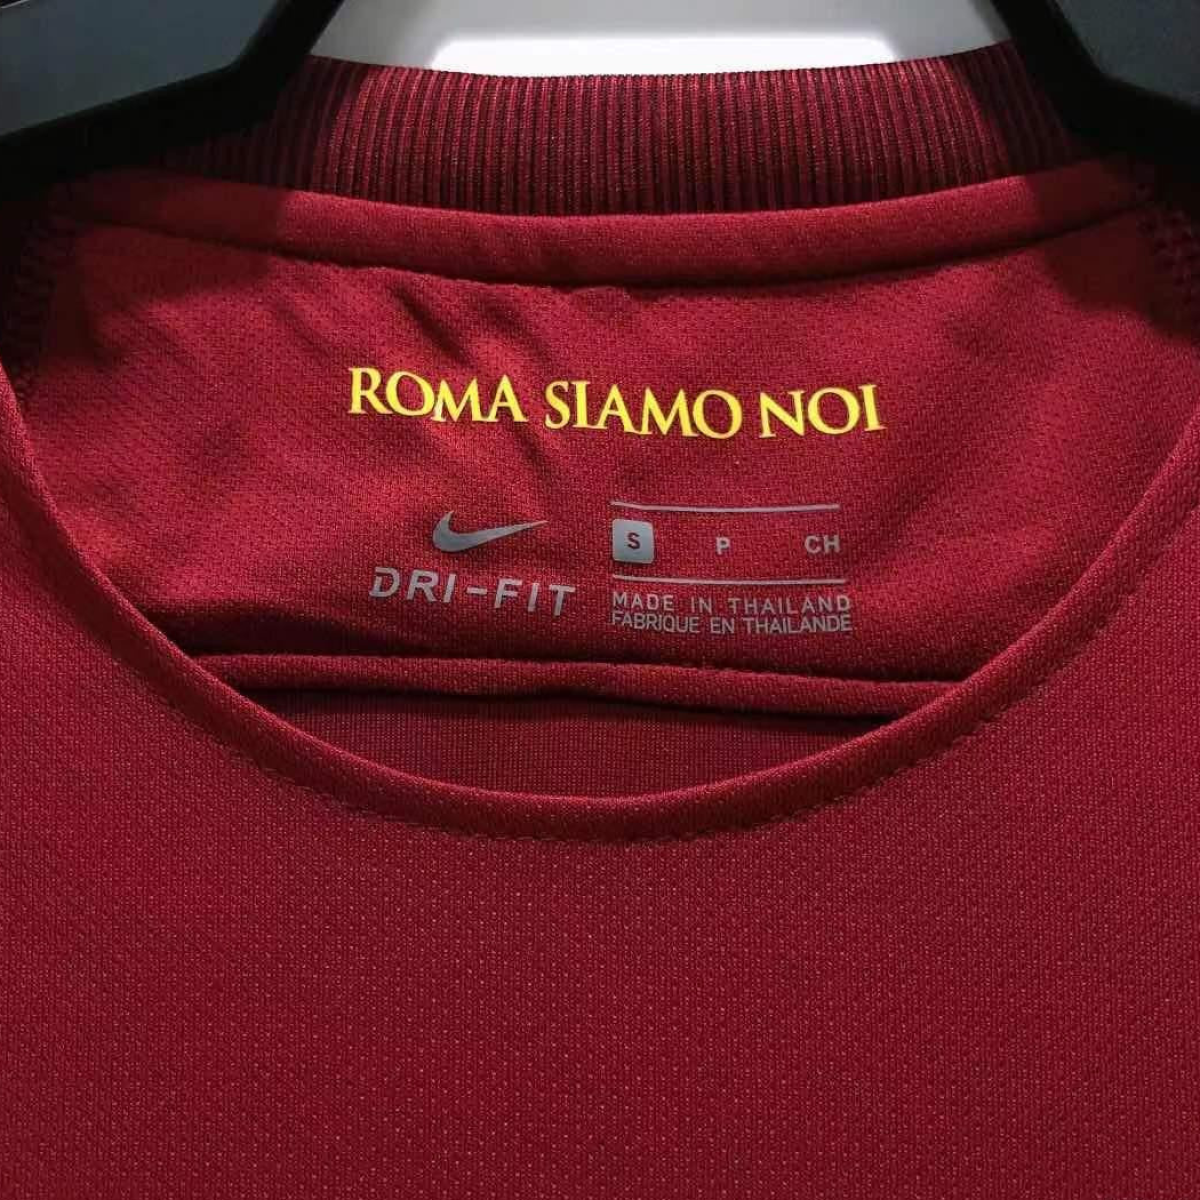 ROMA SIAMO NOI
DRI-FIT
S P CH
MADE IN THAILAND
FABRIQUE EN THAILANDE